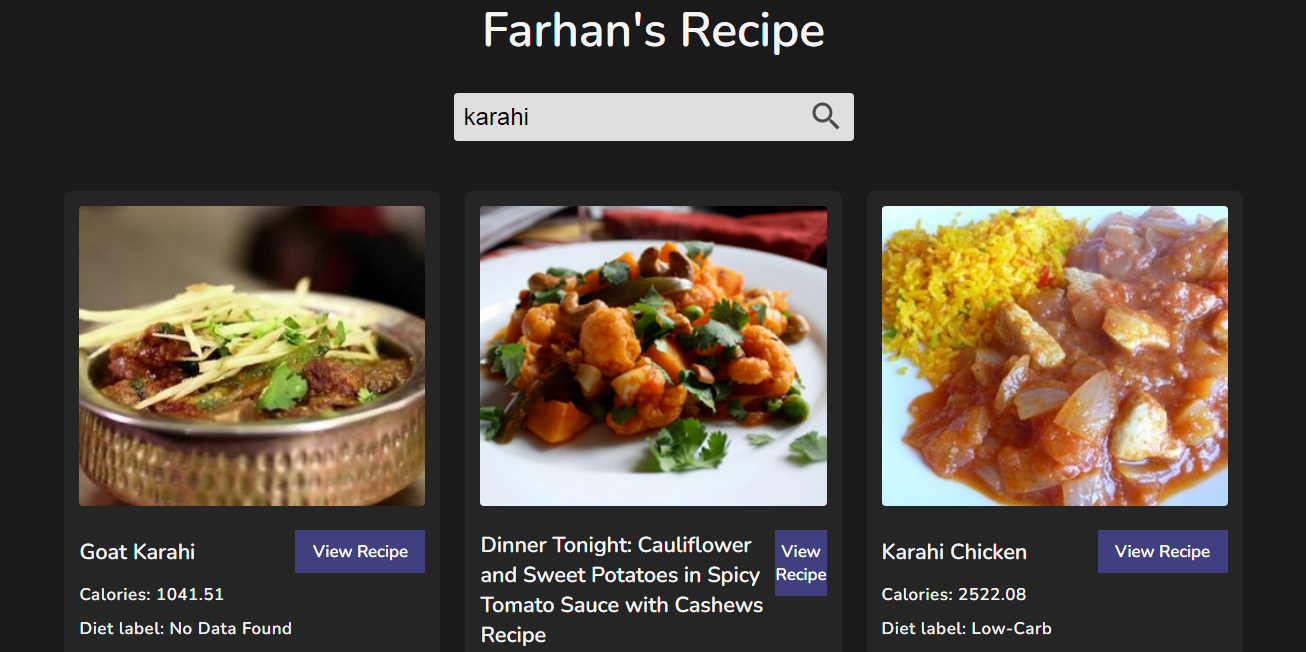 Farhan's Recipe
karahi
Goat Karahi
View Recipe
Calories: 1041.51
Diet label: No Data Found
Dinner Tonight: Cauliflower
and Sweet Potatoes in Spicy
Tomato Sauce with Cashews
Recipe
View
Recipe
Karahi Chicken
View Recipe
Calories: 2522.08
Diet label: Low-Carb